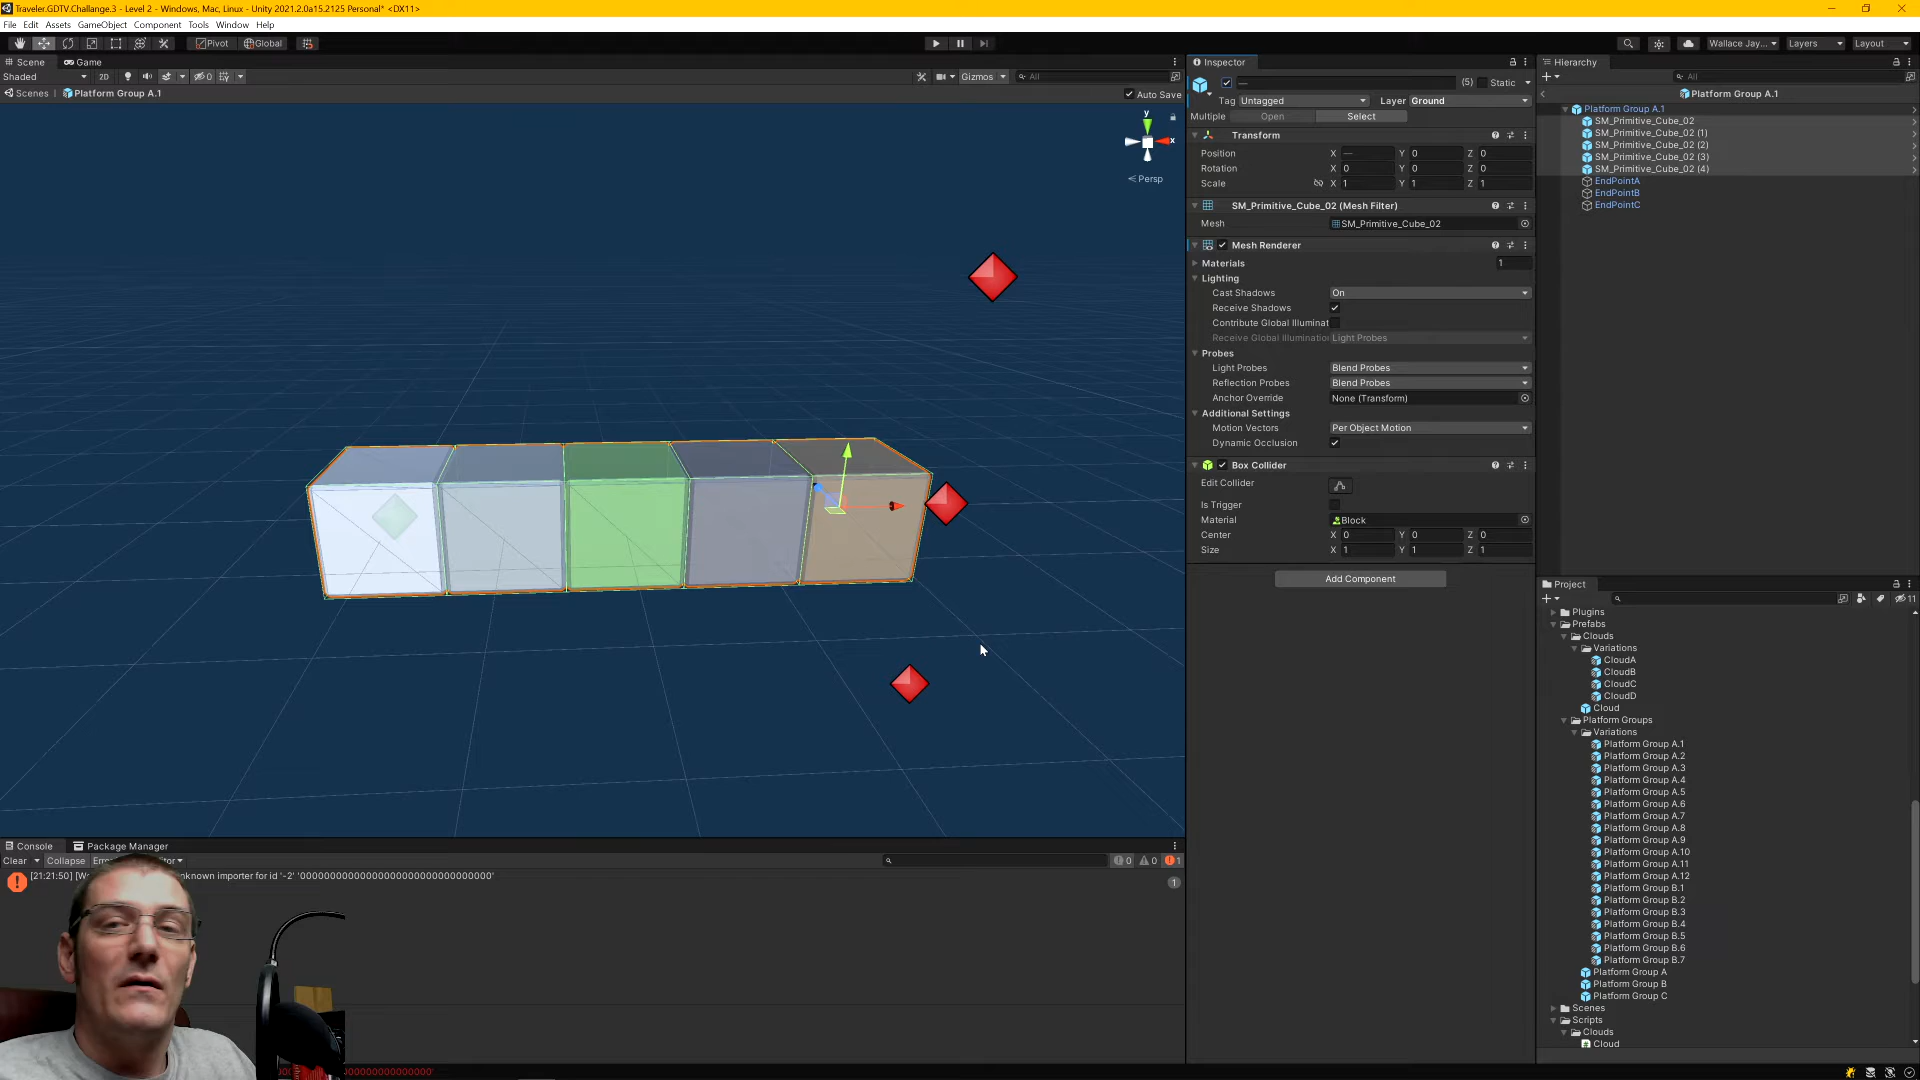 Traveler.GDTV.Challange.3 - Level 2 - Windows, Mac, Linux - Unity 2021.2.0a15.2125 Personal* <DX11>
File Edit Assets GameObject Component Tools Window Help
Pivot Global Wallace Jay... Layers Layout
Scene Game
Shaded 2D 0 Gizmos All
Scenes Platform Group A.1 Auto Save
y
x
Persp
Inspector
— (5) Static
Tag Untagged Layer Ground
Multiple Open Select
Transform
Position X — Y 0 Z 0
Rotation X 0 Y 0 Z 0
Scale X 1 Y 1 Z 1
SM_Primitive_Cube_02 (Mesh Filter)
Mesh SM_Primitive_Cube_02
Mesh Renderer
Materials 1
Lighting
Cast Shadows On
Receive Shadows
Contribute Global Illuminat
Receive Global Illumination Light Probes
Probes
Light Probes Blend Probes
Reflection Probes Blend Probes
Anchor Override None (Transform)
Additional Settings
Motion Vectors Per Object Motion
Dynamic Occlusion
Box Collider
Edit Collider
Is Trigger
Material Block
Center X 0 Y 0 Z 0
Size X 1 Y 1 Z 1
Add Component
Hierarchy
All
Platform Group A.1
Platform Group A.1
SM_Primitive_Cube_02
SM_Primitive_Cube_02 (1)
SM_Primitive_Cube_02 (2)
SM_Primitive_Cube_02 (3)
SM_Primitive_Cube_02 (4)
EndPointA
EndPointB
EndPointC
Project
11
Plugins
Prefabs
Clouds
Variations
CloudA
CloudB
CloudC
CloudD
Cloud
Platform Groups
Variations
Platform Group A.1
Platform Group A.2
Platform Group A.3
Platform Group A.4
Platform Group A.5
Platform Group A.6
Platform Group A.7
Platform Group A.8
Platform Group A.9
Platform Group A.10
Platform Group A.11
Platform Group A.12
Platform Group B.1
Platform Group B.2
Platform Group B.3
Platform Group B.4
Platform Group B.5
Platform Group B.6
Platform Group B.7
Platform Group A
Platform Group B
Platform Group C
Scenes
Scripts
Clouds
Cloud
Console Package Manager
Clear Collapse 0 0 1
[21:21:50] nknown importer for id '-2' '00000000000000000000000000000000'
1